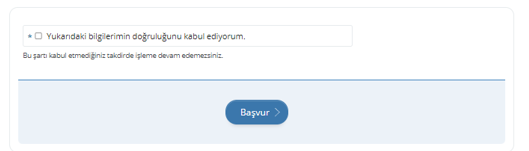 * Yukarıdaki bilgilerimin doğruluğunu kabul ediyorum.
Bu şartı kabul etmediğiniz takdirde işleme devam edemezsiniz.
Başvur